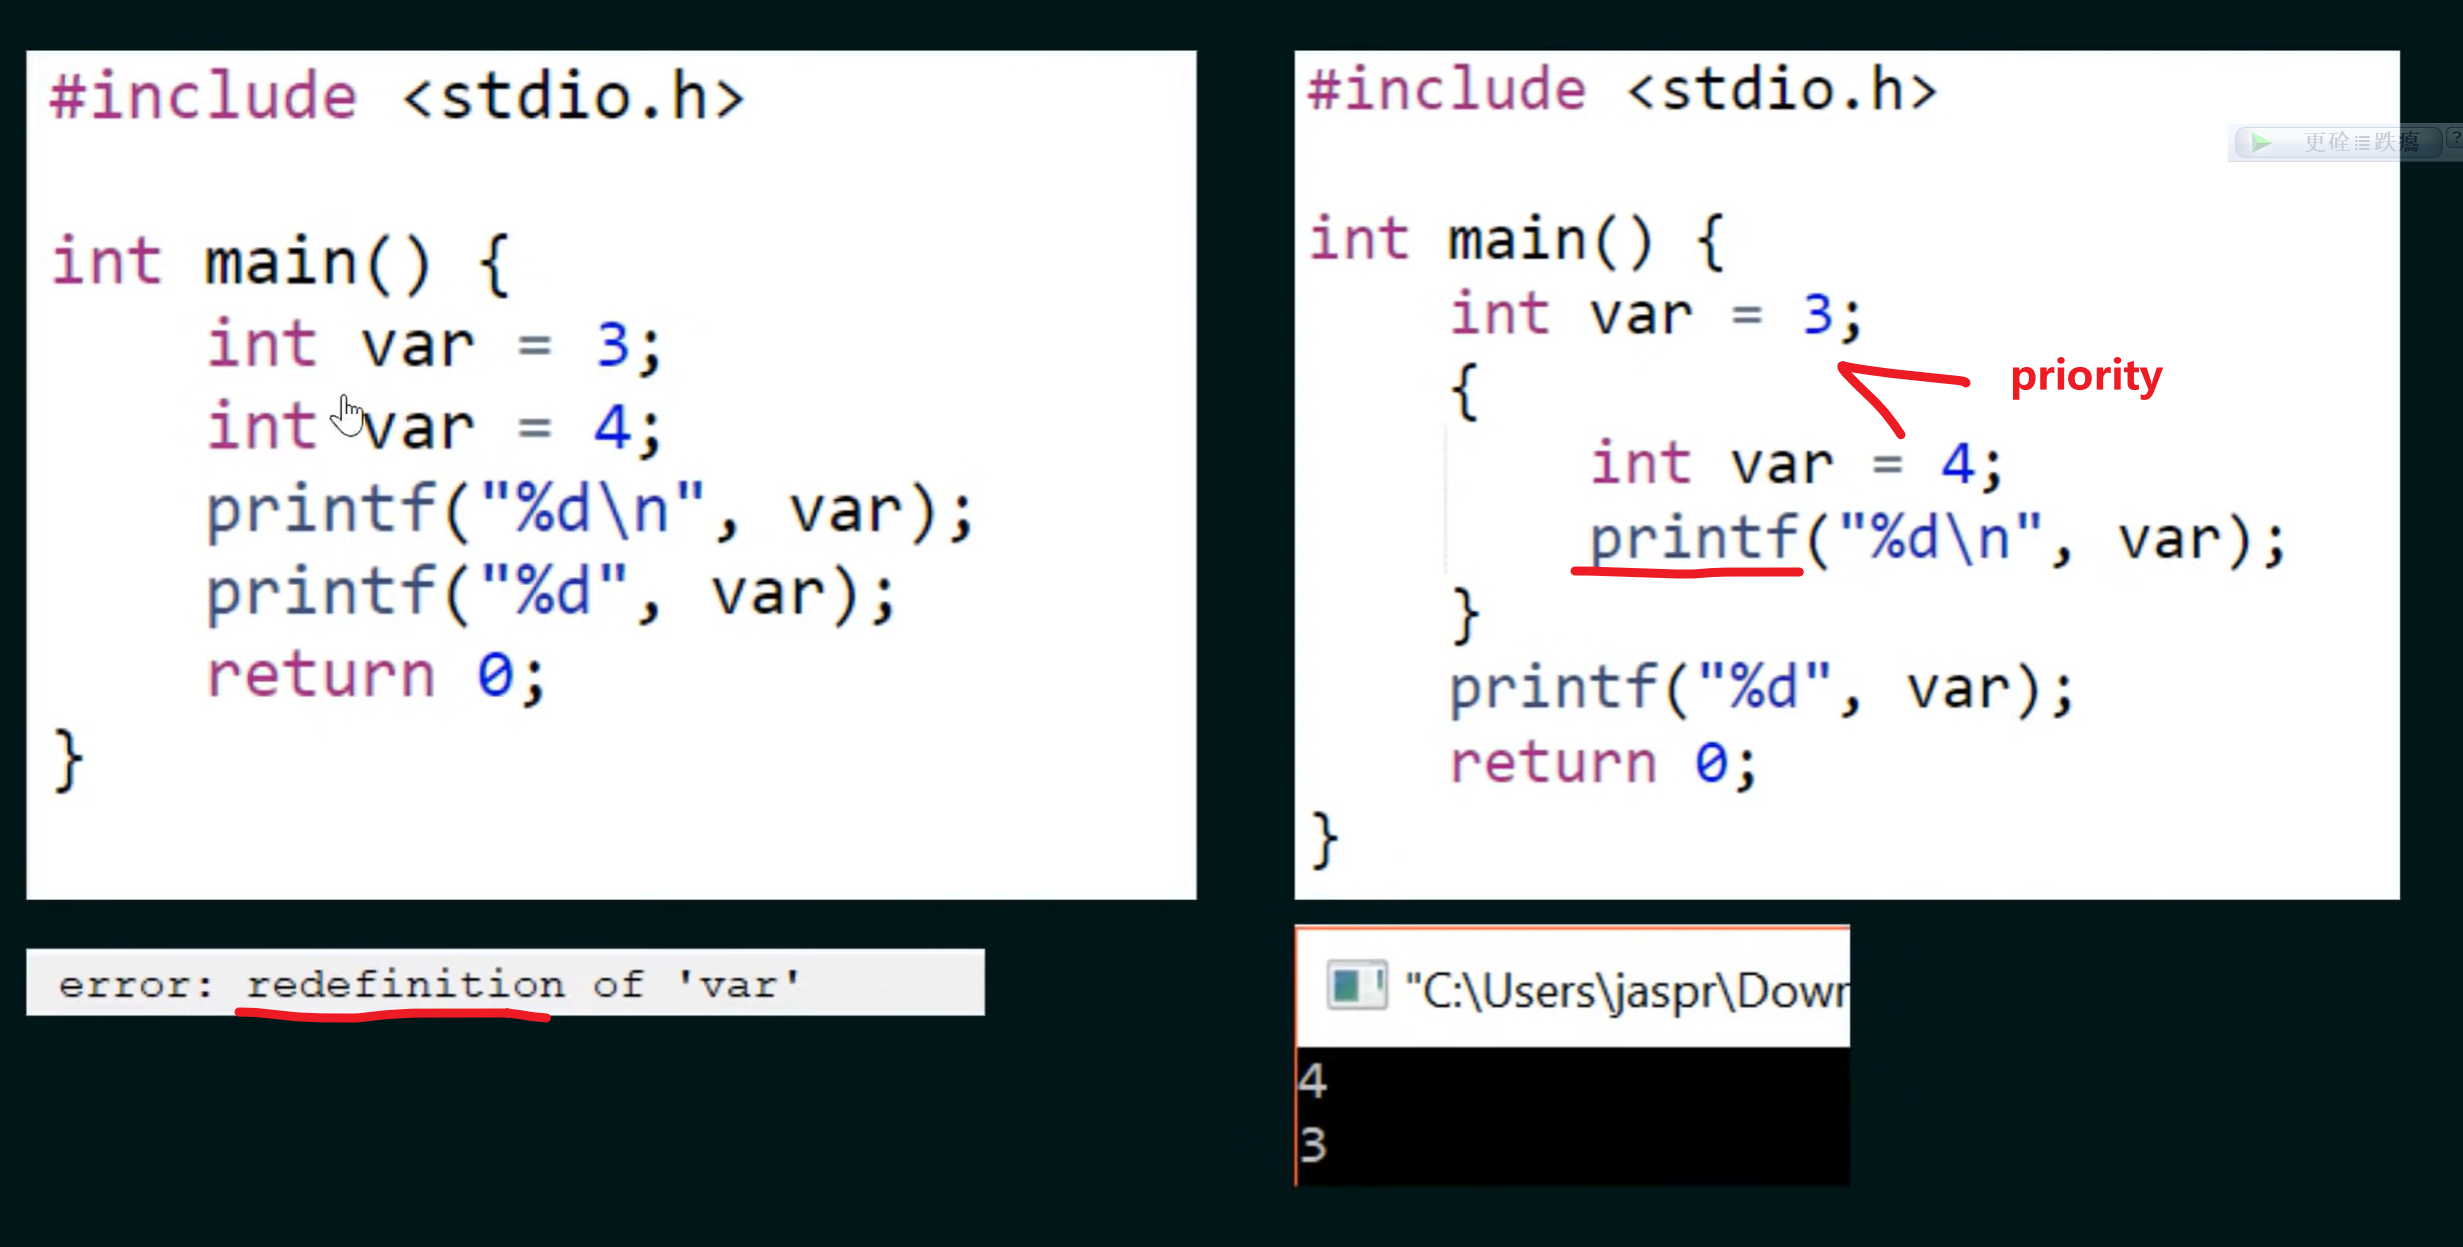 #include <stdio.h>
int main() {
int var = 3;
int var = 4;
printf("%d\n", var);
printf("%d", var);
return 0;
}
error: redefinition of 'var'
#include <stdio.h>
int main() {
int var = 3;
{
int var = 4;
printf("%d\n", var);
}
printf("%d", var);
return 0;
}
priority
"C:\Users\jaspr\Dowr
4
3